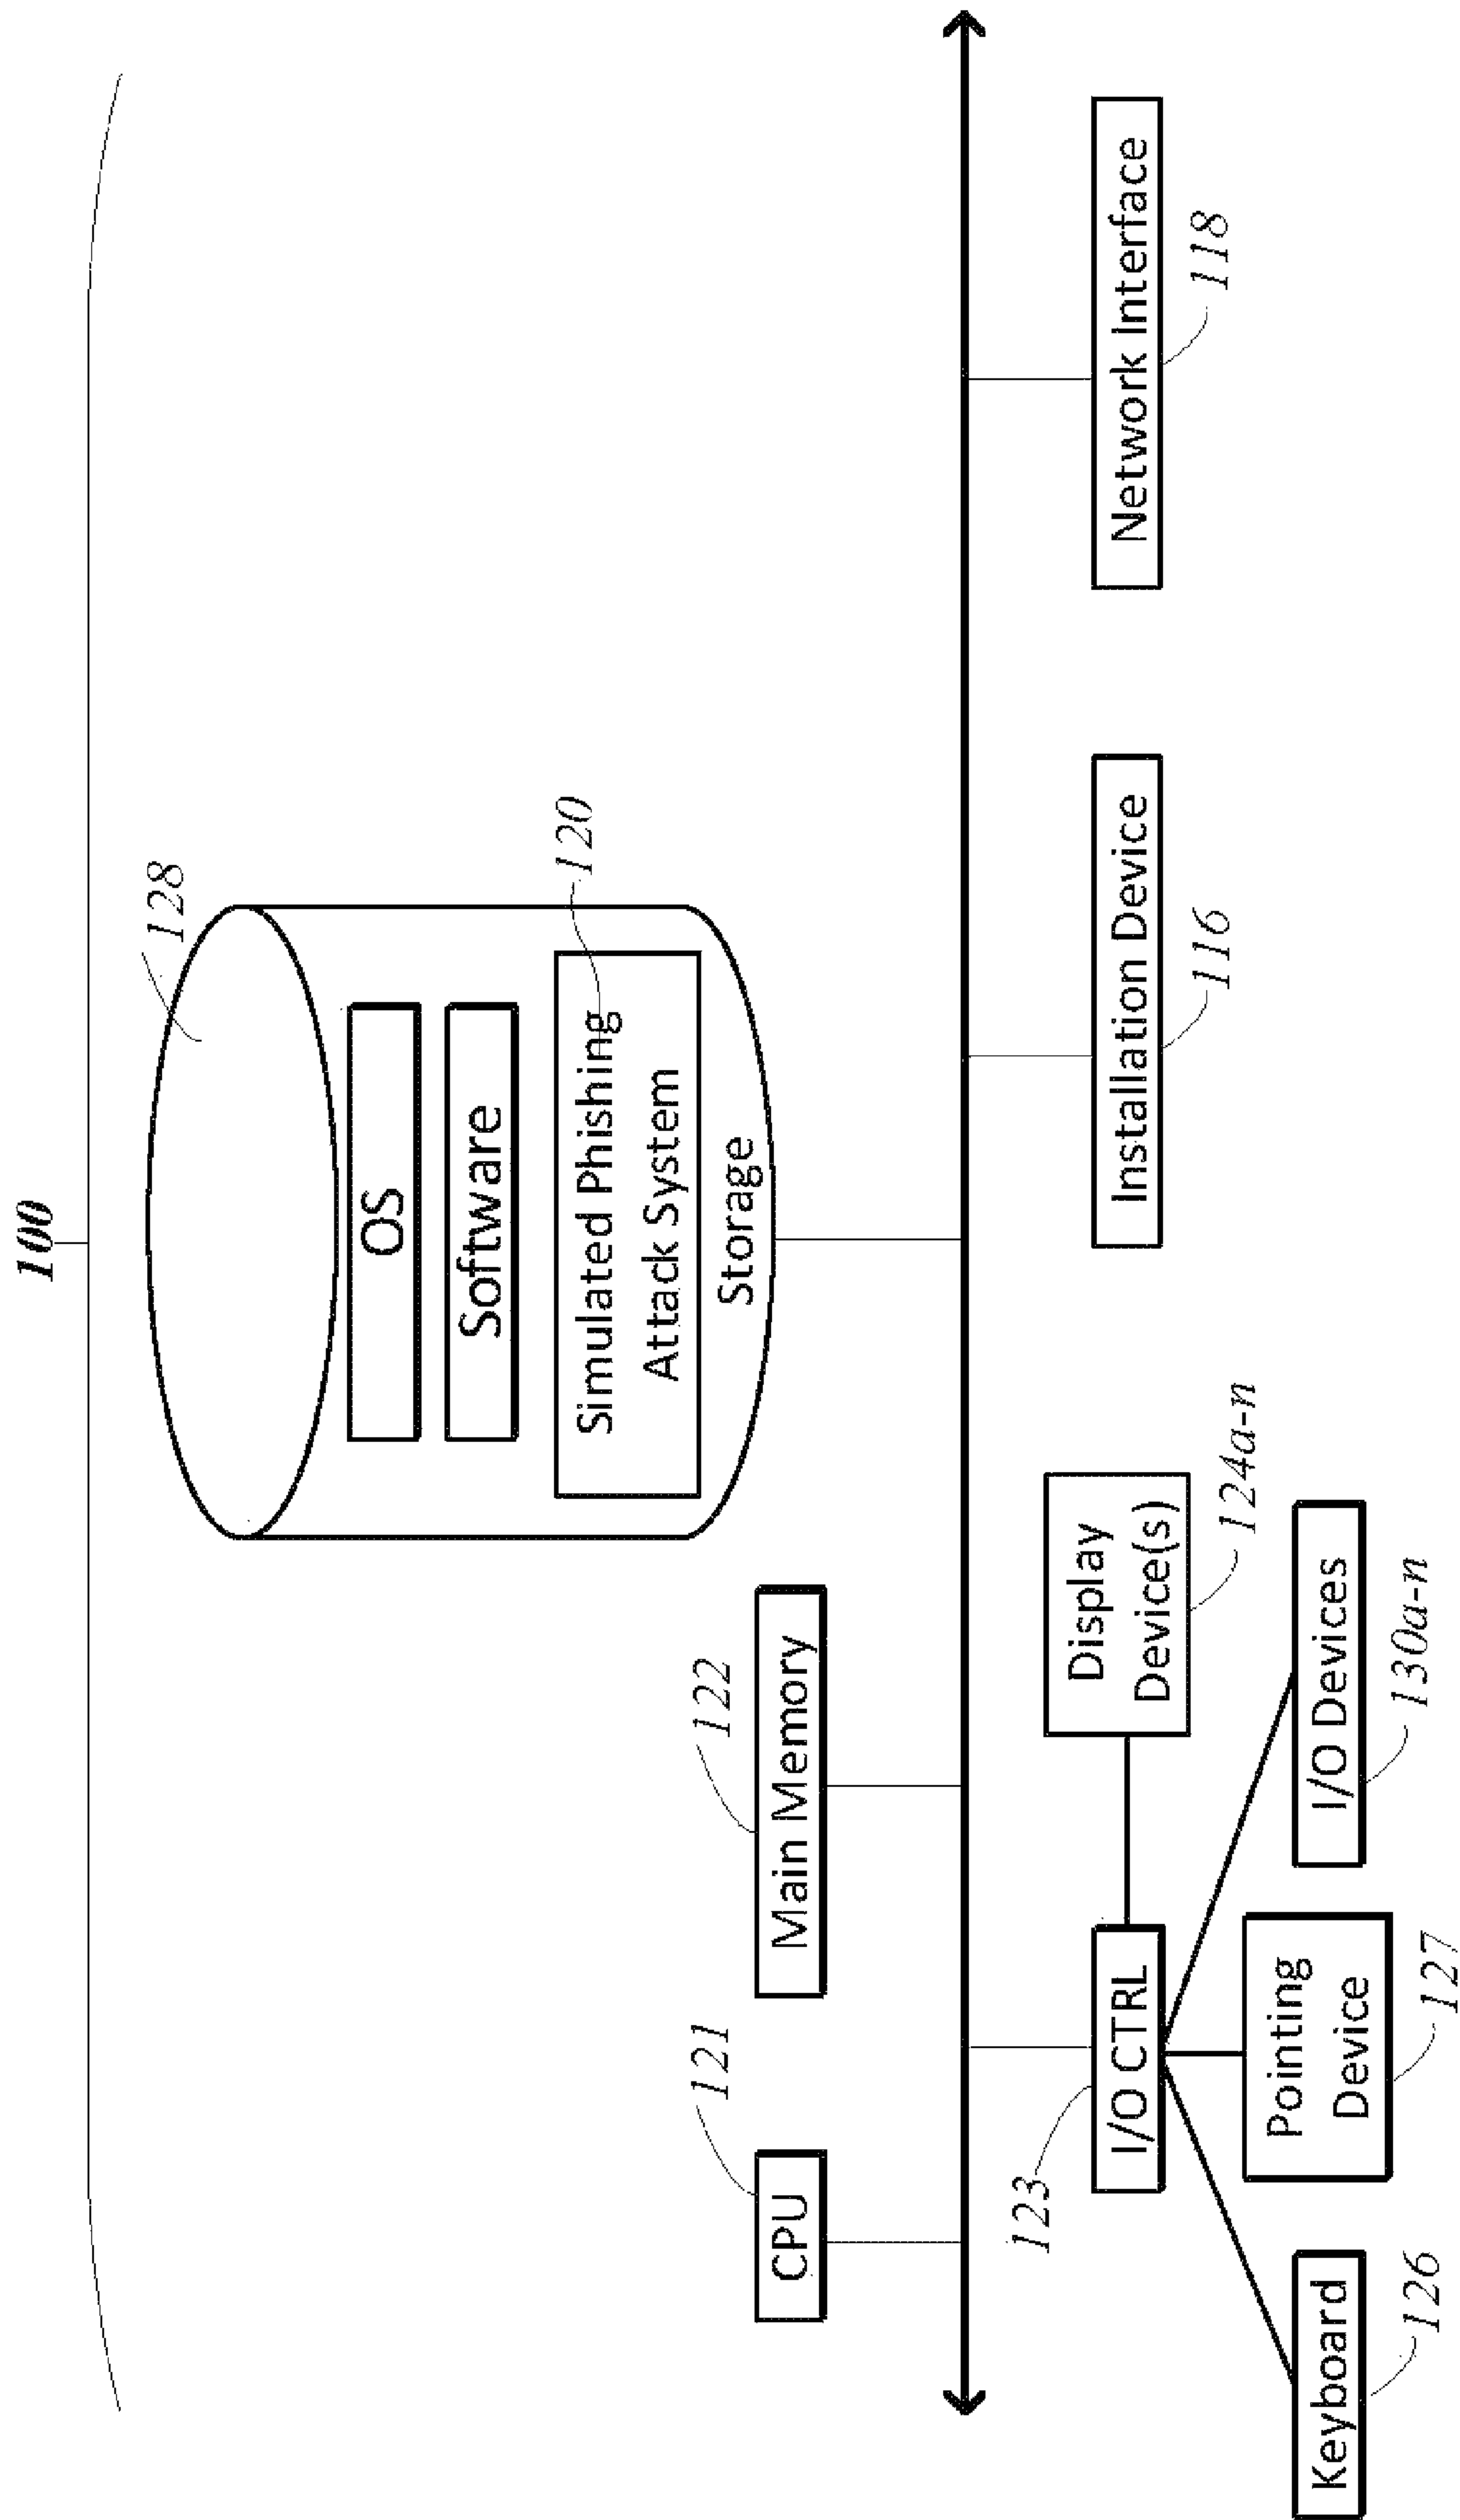 100
128
OS
Software
Simulated Phishing
Attack System
120
Storage
121
CPU
122
Main Memory
123
I/O CTRL
Display
Device(s)
124a-n
Keyboard
126
Pointing
Device
127
I/O Devices
130a-n
Installation Device
116
Network Interface
118